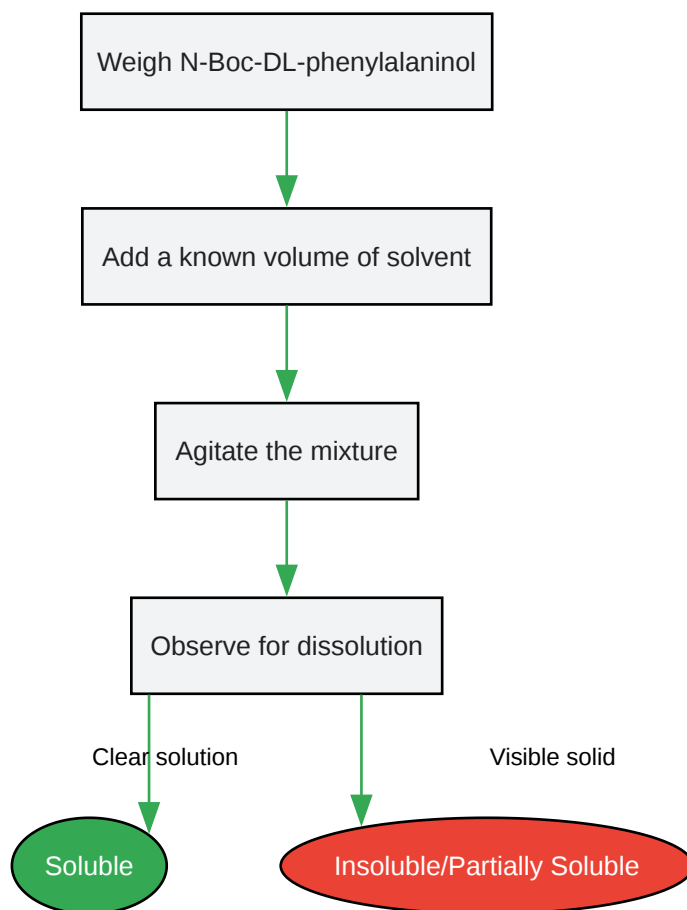 Weigh N-Boc-DL-phenylalaninol
Add a known volume of solvent
Agitate the mixture
Observe for dissolution
Clear solution
Visible solid
Soluble
Insoluble/Partially Soluble